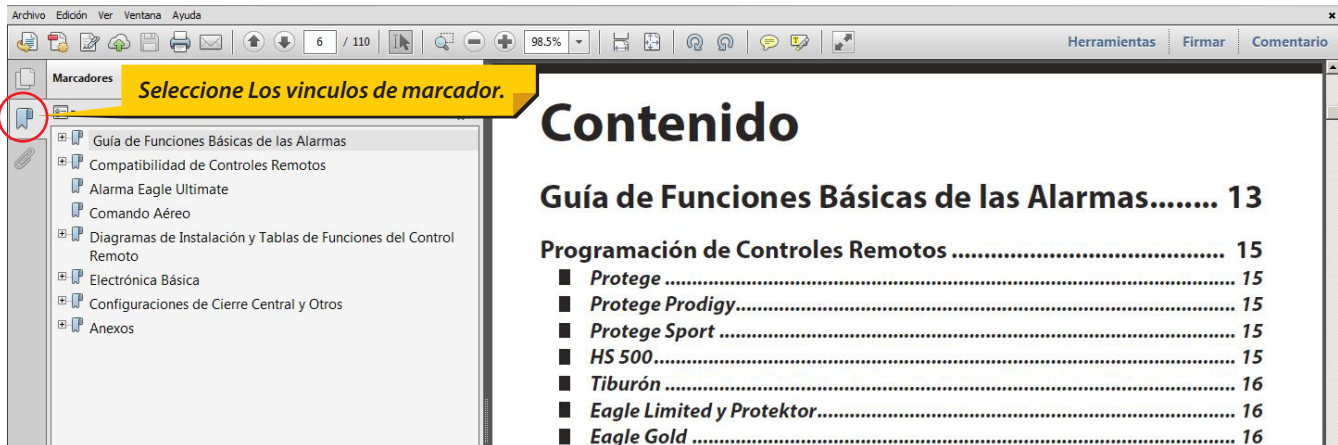 Archivo Edición Ver Ventana Ayuda
6 / 110
98.5%
Herramientas Firmar Comentario
Marcadores
Seleccione Los vinculos de marcador.
Guía de Funciones Básicas de las Alarmas
Compatibilidad de Controles Remotos
Alarma Eagle Ultimate
Comando Aéreo
Diagramas de Instalación y Tablas de Funciones del Control
Remoto
Electrónica Básica
Configuraciones de Cierre Central y Otros
Anexos
Contenido
Guía de Funciones Básicas de las Alarmas........ 13
Programación de Controles Remotos ......................................... 15
Protege ........................................................................................................ 15
Protege Prodigy.......................................................................................... 15
Protege Sport .............................................................................................. 15
HS 500........................................................................................................... 15
Tiburón ........................................................................................................ 16
Eagle Limited y Protektor.......................................................................... 16
Eagle Gold ................................................................................................... 16